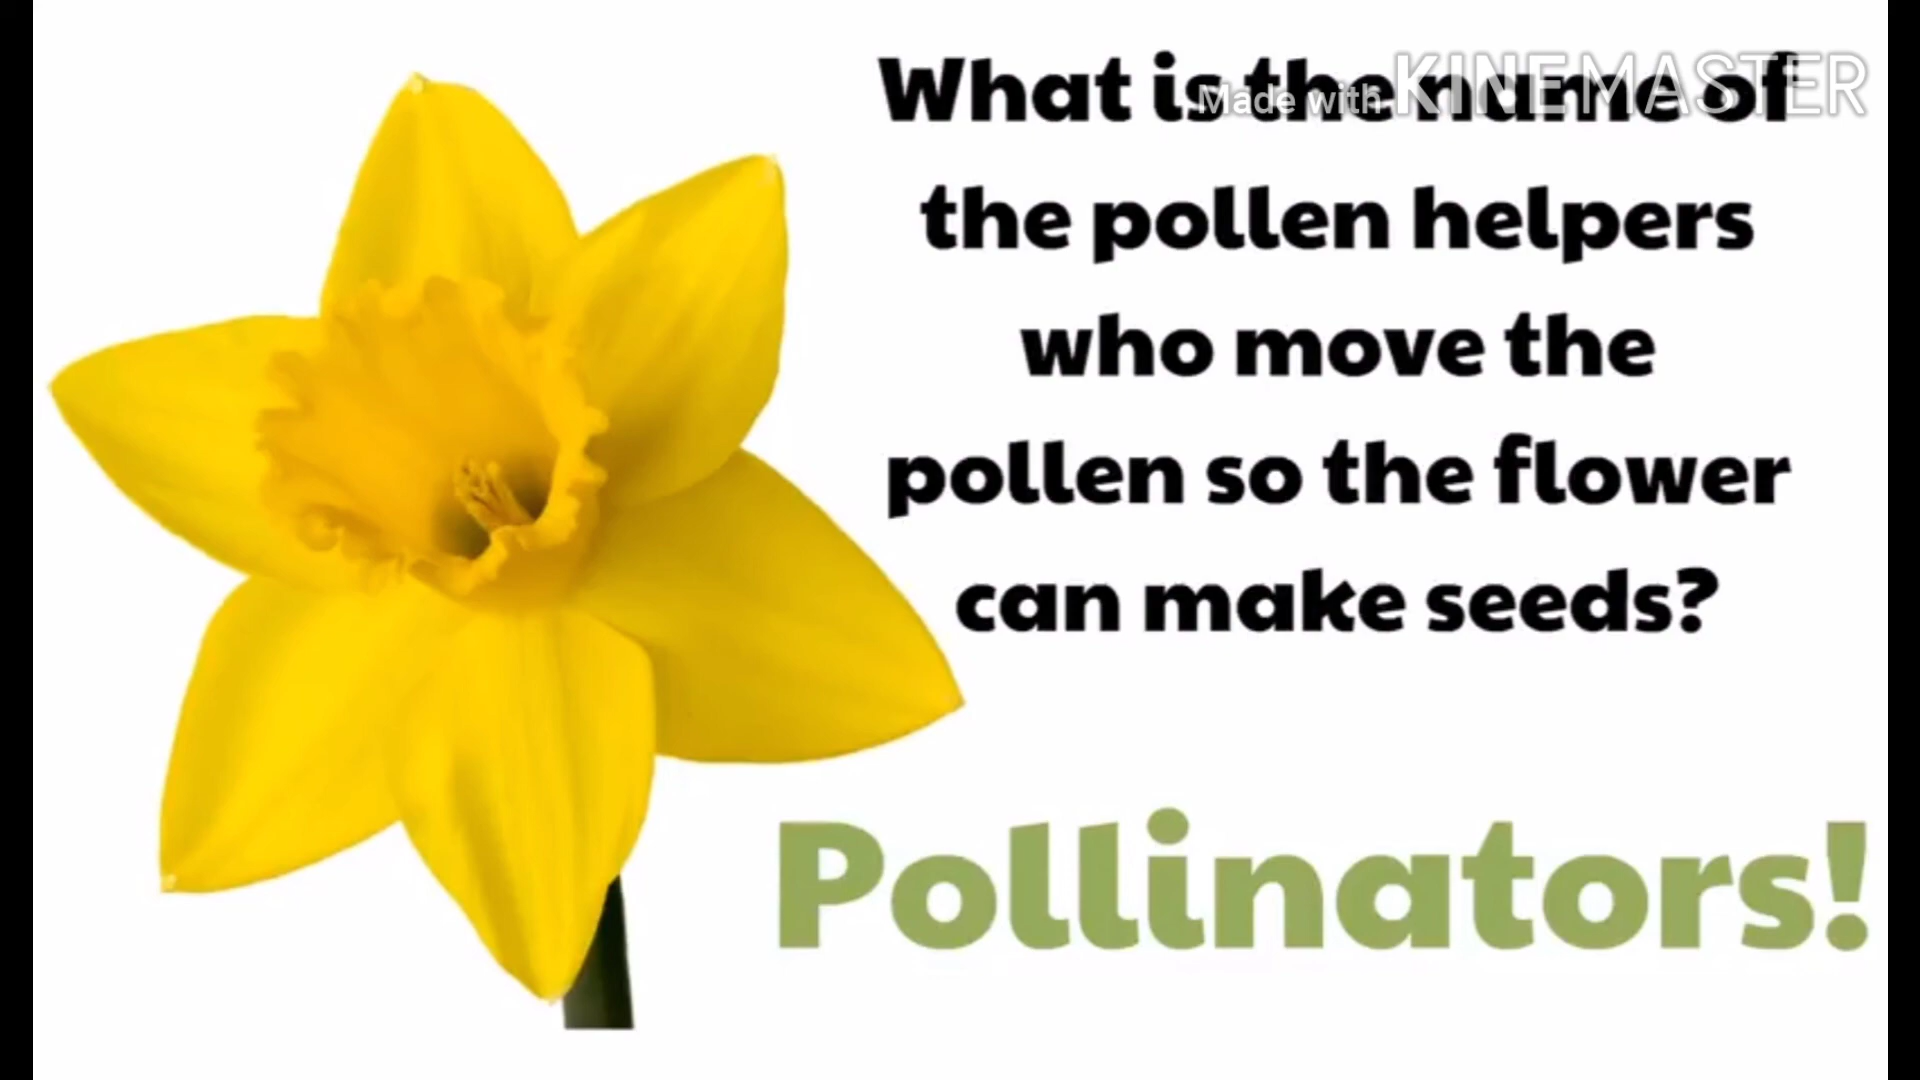 What is the name of
Made with KINEMASTER
the pollen helpers
who move the
pollen so the flower
can make seeds?
Pollinators!